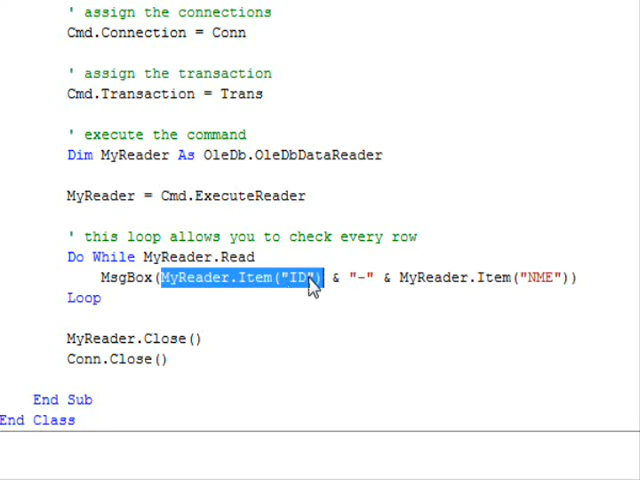 ' assign the connections
Cmd.Connection = Conn
' assign the transaction
Cmd.Transaction = Trans
' execute the command
Dim MyReader As OleDb.OleDbDataReader
MyReader = Cmd.ExecuteReader
' this loop allows you to check every row
Do While MyReader.Read
MsgBox(MyReader.Item("ID") & "-" & MyReader.Item("NME"))
Loop
MyReader.Close()
Conn.Close()
End Sub
End Class